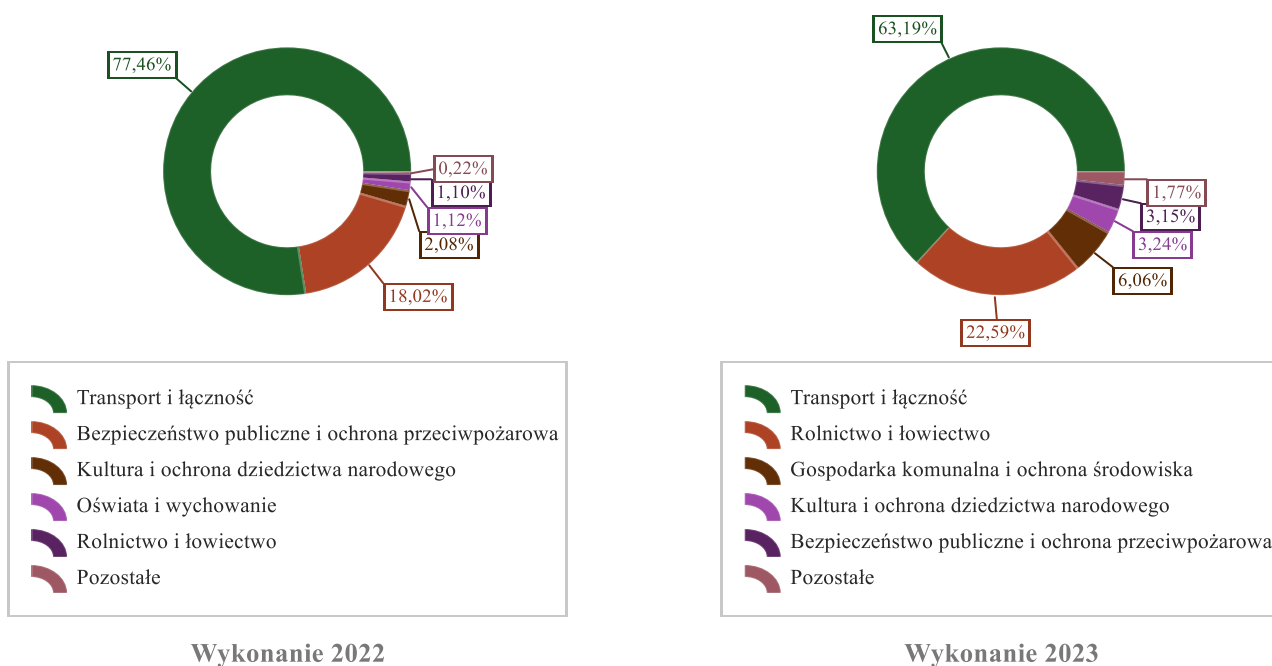 77,46%
0,22%
1,10%
1,12%
2,08%
18,02%
Transport i łączność
Bezpieczeństwo publiczne i ochrona przeciwpożarowa
Kultura i ochrona dziedzictwa narodowego
Oświata i wychowanie
Rolnictwo i łowiectwo
Pozostałe
Wykonanie 2022
63,19%
1,77%
3,15%
3,24%
6,06%
22,59%
Transport i łączność
Rolnictwo i łowiectwo
Gospodarka komunalna i ochrona środowiska
Kultura i ochrona dziedzictwa narodowego
Bezpieczeństwo publiczne i ochrona przeciwpożarowa
Pozostałe
Wykonanie 2023